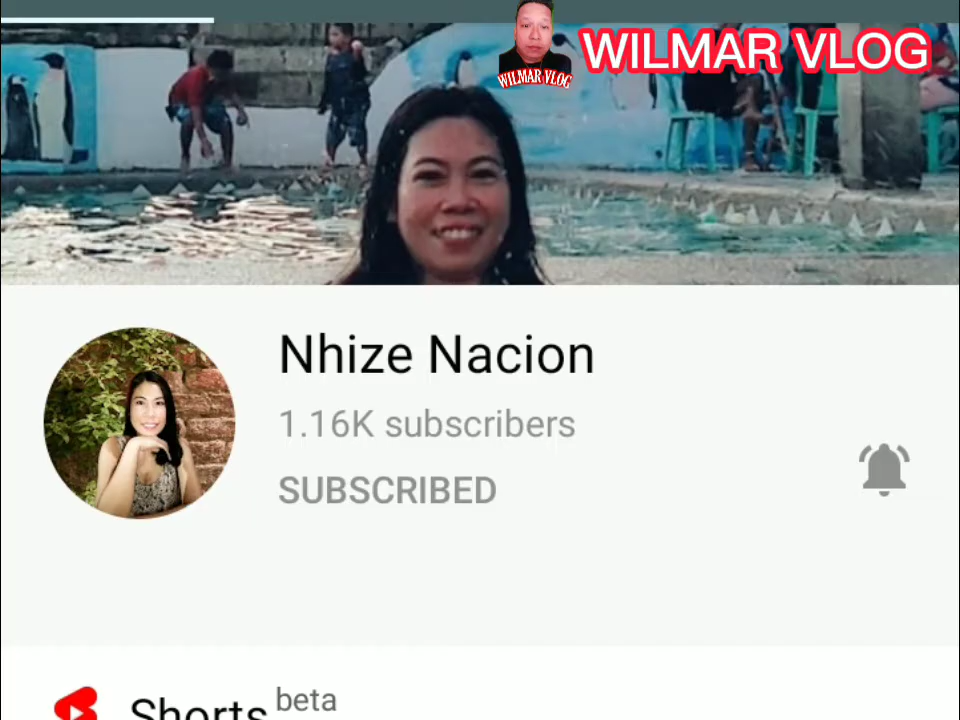 WILMAR VLOG
WILMAR VLOG
Nhize Nacion
1.16K subscribers
SUBSCRIBED
Shorts beta